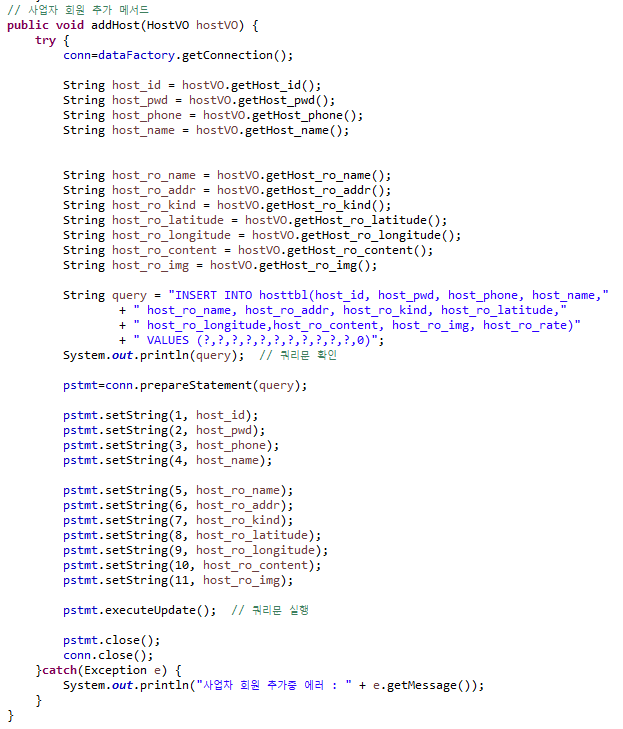 // 사업자 회원 추가 메서드
public void addHost(HostVO hostVO) {
try {
conn=dataFactory.getConnection();
String host_id = hostVO.getHost_id();
String host_pwd = hostVO.getHost_pwd();
String host_phone = hostVO.getHost_phone();
String host_name = hostVO.getHost_name();
String host_ro_name = hostVO.getHost_ro_name();
String host_ro_addr = hostVO.getHost_ro_addr();
String host_ro_kind = hostVO.getHost_ro_kind();
String host_ro_latitude = hostVO.getHost_ro_latitude();
String host_ro_longitude = hostVO.getHost_ro_longitude();
String host_ro_content = hostVO.getHost_ro_content();
String host_ro_img = hostVO.getHost_ro_img();
String query = "INSERT INTO hosttbl(host_id, host_pwd, host_phone, host_name,"
+ " host_ro_name, host_ro_addr, host_ro_kind, host_ro_latitude,"
+ " host_ro_longitude,host_ro_content, host_ro_img, host_ro_rate)"
+ " VALUES (?,?,?,?,?,?,?,?,?,?,?,0)";
System.out.println(query);  // 쿼리문 확인
pstmt=conn.prepareStatement(query);
pstmt.setString(1, host_id);
pstmt.setString(2, host_pwd);
pstmt.setString(3, host_phone);
pstmt.setString(4, host_name);
pstmt.setString(5, host_ro_name);
pstmt.setString(6, host_ro_addr);
pstmt.setString(7, host_ro_kind);
pstmt.setString(8, host_ro_latitude);
pstmt.setString(9, host_ro_longitude);
pstmt.setString(10, host_ro_content);
pstmt.setString(11, host_ro_img);
pstmt.executeUpdate();  // 쿼리문 실행
pstmt.close();
conn.close();
}catch(Exception e) {
System.out.println("사업자 회원 추가중 에러 : " + e.getMessage());
}
}